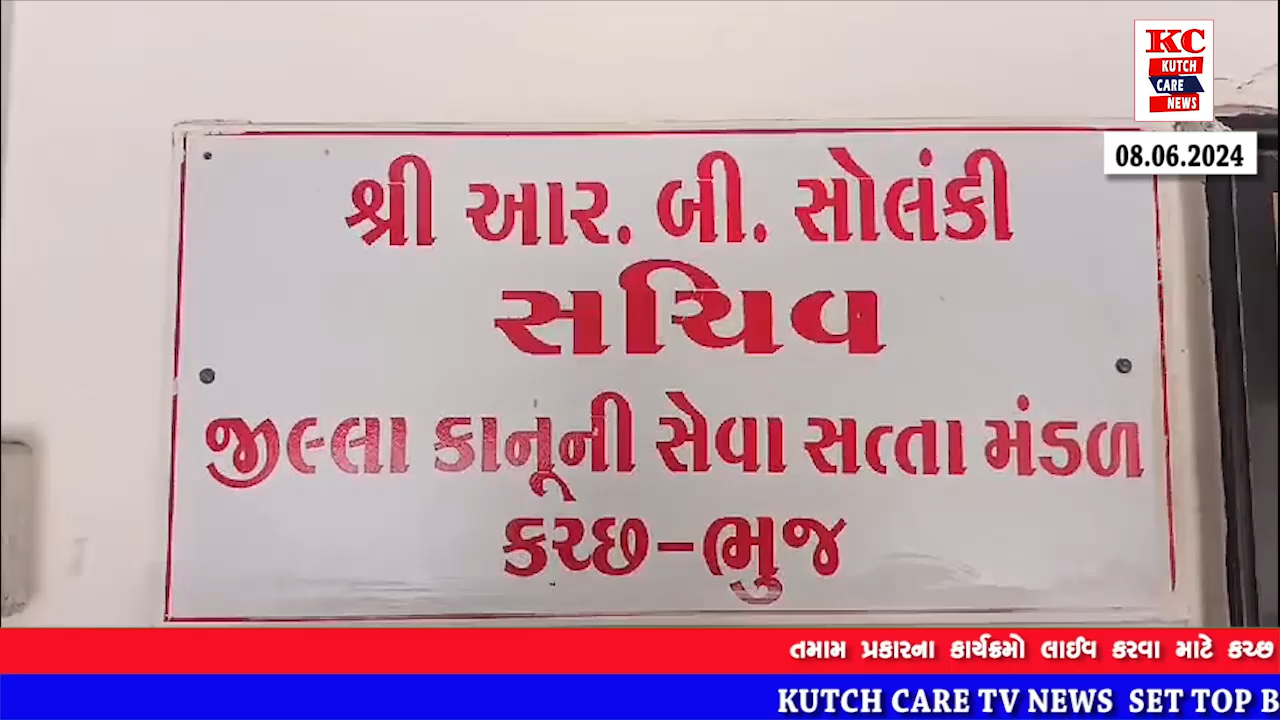 KC
KUTCH
CARE
NEWS
08.06.2024
શ્રી આર. બી. સોલંકી
સચિવ
જીલ્લા કાનૂની સેવા સત્તા મંડળ
કચ્છ-ભુજ
તમામ પ્રકારના કાર્યક્રમો લાઈવ કરવા માટે કચ્છ
KUTCH CARE TV NEWS SET TOP B